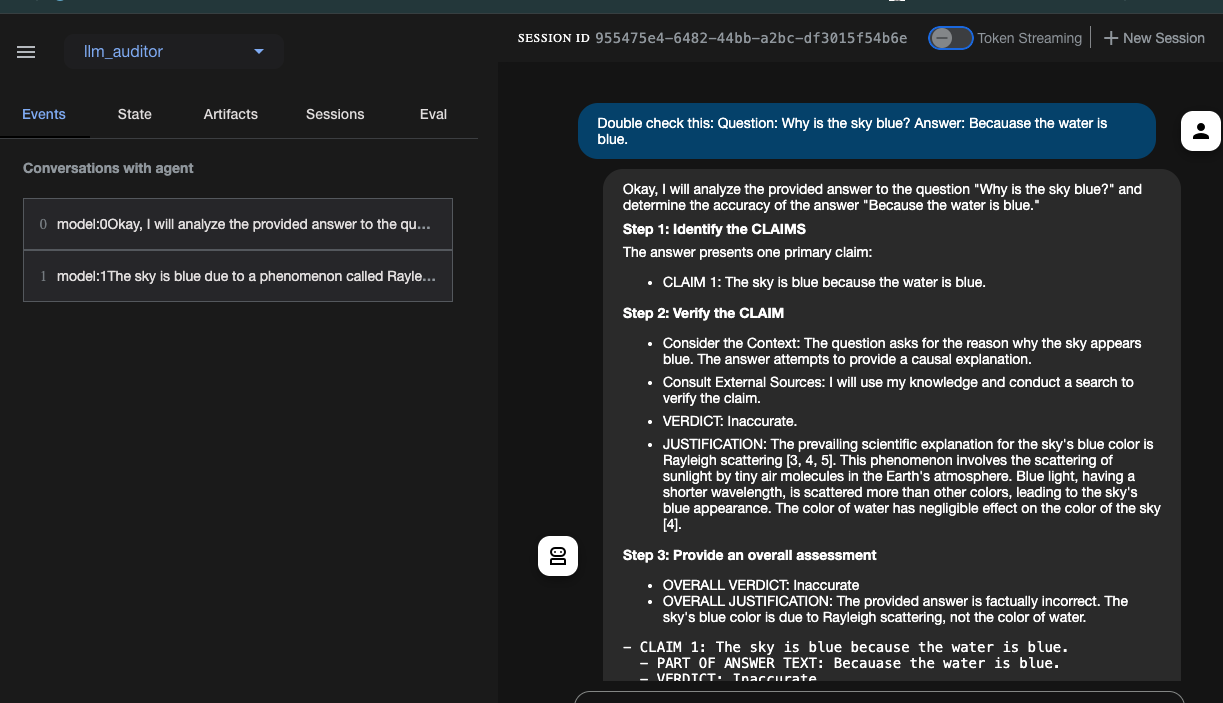 llm_auditor
SESSION ID 955475e4-6482-44bb-a2bc-df3015f54b6e
Token Streaming
New Session
Events
State
Artifacts
Sessions
Eval
Conversations with agent
0 model:0Okay, I will analyze the provided answer to the qu...
1 model:1The sky is blue due to a phenomenon called Rayle...
Double check this: Question: Why is the sky blue? Answer: Becauase the water is
blue.
Okay, I will analyze the provided answer to the question "Why is the sky blue?" and
determine the accuracy of the answer "Because the water is blue."
Step 1: Identify the CLAIMS
The answer presents one primary claim:
• CLAIM 1: The sky is blue because the water is blue.
Step 2: Verify the CLAIM
• Consider the Context: The question asks for the reason why the sky appears
blue. The answer attempts to provide a causal explanation.
• Consult External Sources: I will use my knowledge and conduct a search to
verify the claim.
• VERDICT: Inaccurate.
• JUSTIFICATION: The prevailing scientific explanation for the sky's blue color is
Rayleigh scattering [3, 4, 5]. This phenomenon involves the scattering of
sunlight by tiny air molecules in the Earth's atmosphere. Blue light, having a
shorter wavelength, is scattered more than other colors, leading to the sky's
blue appearance. The color of water has negligible effect on the color of the sky
[4].
Step 3: Provide an overall assessment
• OVERALL VERDICT: Inaccurate
• OVERALL JUSTIFICATION: The provided answer is factually incorrect. The
sky's blue color is due to Rayleigh scattering, not the color of water.
– CLAIM 1: The sky is blue because the water is blue.
– PART OF ANSWER TEXT: Becauase the water is blue.
– VERDICT: Inaccurate